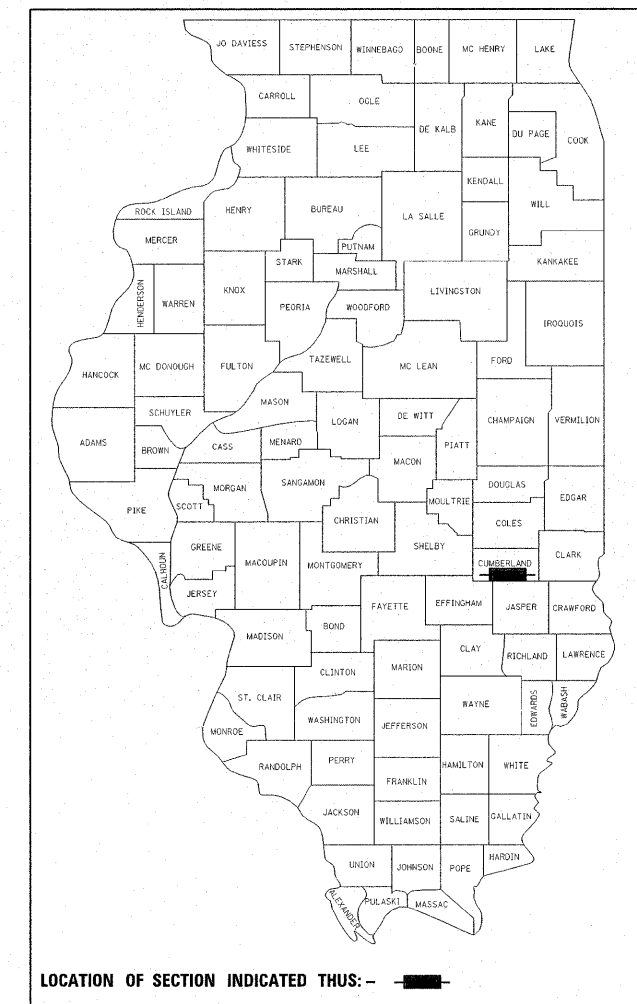 JO DAVIESS
STEPHENSON
WINNEBAGO
BOONE
MC HENRY
LAKE
CARROLL
OGLE
DE KALB
KANE
DU PAGE
COOK
WHITESIDE
LEE
KENDALL
WILL
ROCK ISLAND
HENRY
BUREAU
LA SALLE
GRUNDY
MERCER
PUTNAM
KANKAKEE
STARK
MARSHALL
HENDERSON
WARREN
KNOX
PEORIA
WOODFORD
LIVINGSTON
IROQUOIS
HANCOCK
MC DONOUGH
FULTON
TAZEWELL
MC LEAN
FORD
MASON
SCHUYLER
LOGAN
DE WITT
CHAMPAIGN
VERMILION
ADAMS
BROWN
CASS
MENARD
PIATT
MACON
MORGAN
SANGAMON
DOUGLAS
EDGAR
PIKE
SCOTT
MOULTRIE
CHRISTIAN
COLES
GREENE
MACOUPIN
SHELBY
CALHOUN
MONTGOMERY
CUMBERLAND
CLARK
JERSEY
FAYETTE
EFFINGHAM
JASPER
CRAWFORD
BOND
MADISON
CLAY
RICHLAND
LAWRENCE
CLINTON
MARION
ST. CLAIR
WAYNE
EDWARDS
WABASH
WASHINGTON
JEFFERSON
MONROE
RANDOLPH
PERRY
HAMILTON
WHITE
FRANKLIN
JACKSON
WILLIAMSON
SALINE
GALLATIN
UNION
JOHNSON
POPE
HARDIN
ALEXANDER
PULASKI
MASSAC
LOCATION OF SECTION INDICATED THUS: -